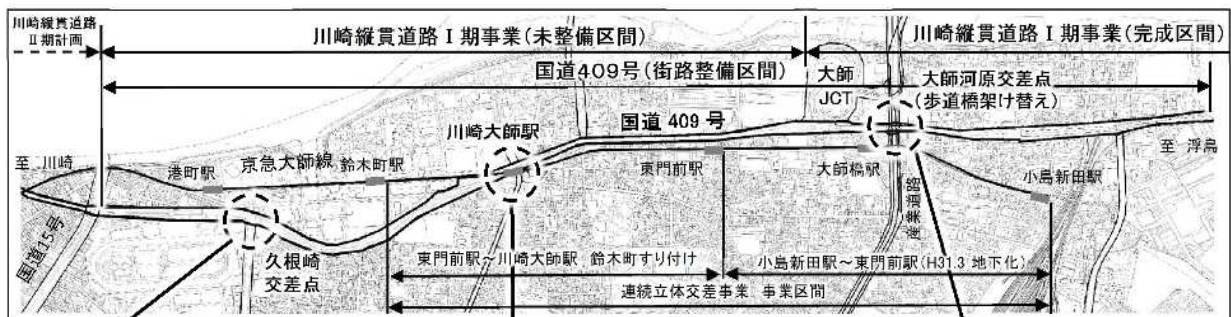 川崎縦貫道路
Ⅱ期計画
川崎縦貫道路Ⅰ期事業(未整備区間)
川崎縦貫道路Ⅰ期事業(完成区間)
国道409号(街路整備区間)
大師
JCT
大師河原交差点
(歩道橋架け替え)
川崎大師駅
国道 409 号
至 川崎
港町駅
京急大師線
鈴木町駅
東門前駅
大師橋駅
至 浮島
小島新田駅
産業道路
国道15号
久根崎
交差点
東門前駅～川崎大師駅 鈴木町すり付け
小島新田駅～東門前駅(H31.3 地下化)
連続立体交差事業 事業区間